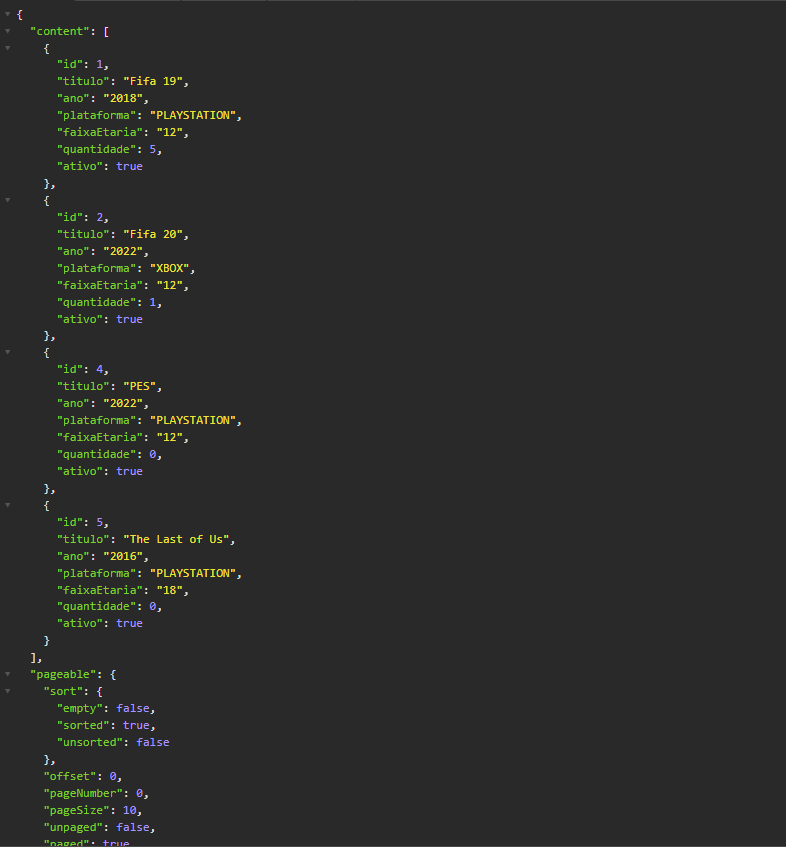 {
"content": [
{
"id": 1,
"titulo": "Fifa 19",
"ano": "2018",
"plataforma": "PLAYSTATION",
"faixaEtaria": "12",
"quantidade": 5,
"ativo": true
},
{
"id": 2,
"titulo": "Fifa 20",
"ano": "2022",
"plataforma": "XBOX",
"faixaEtaria": "12",
"quantidade": 1,
"ativo": true
},
{
"id": 4,
"titulo": "PES",
"ano": "2022",
"plataforma": "PLAYSTATION",
"faixaEtaria": "12",
"quantidade": 0,
"ativo": true
},
{
"id": 5,
"titulo": "The Last of Us",
"ano": "2016",
"plataforma": "PLAYSTATION",
"faixaEtaria": "18",
"quantidade": 0,
"ativo": true
}
],
"pageable": {
"sort": {
"empty": false,
"sorted": true,
"unsorted": false
},
"offset": 0,
"pageNumber": 0,
"pageSize": 10,
"unpaged": false,
"paged": true